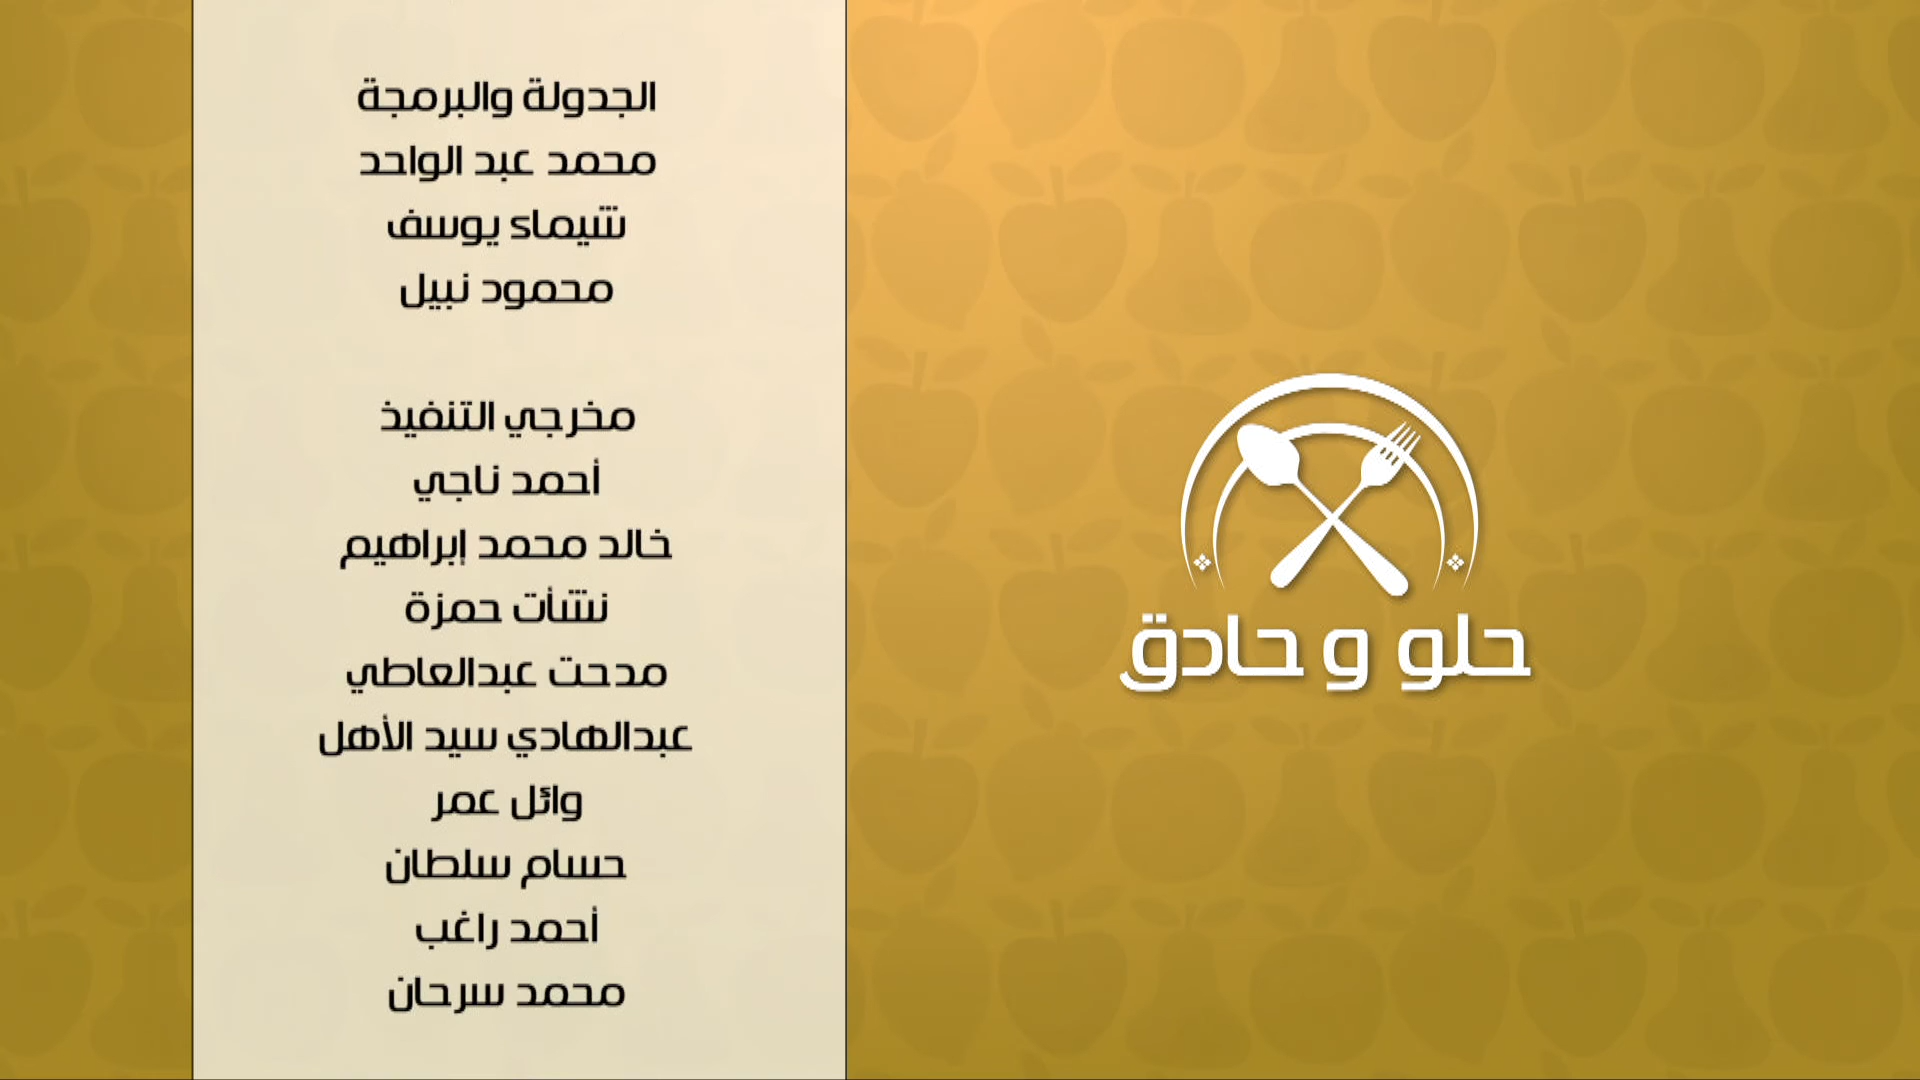 الجدولة والبرمجة
محمد عبد الواحد
شيماء يوسف
محمود نبيل
مخرجي التنفيذ
أحمد ناجي
خالد محمد إبراهيم
نشأت حمزة
مدحت عبدالعاطي
عبدالهادي سيد الأهل
وائل عمر
حسام سلطان
أحمد راغب
محمد سرحان
حلو و حادق